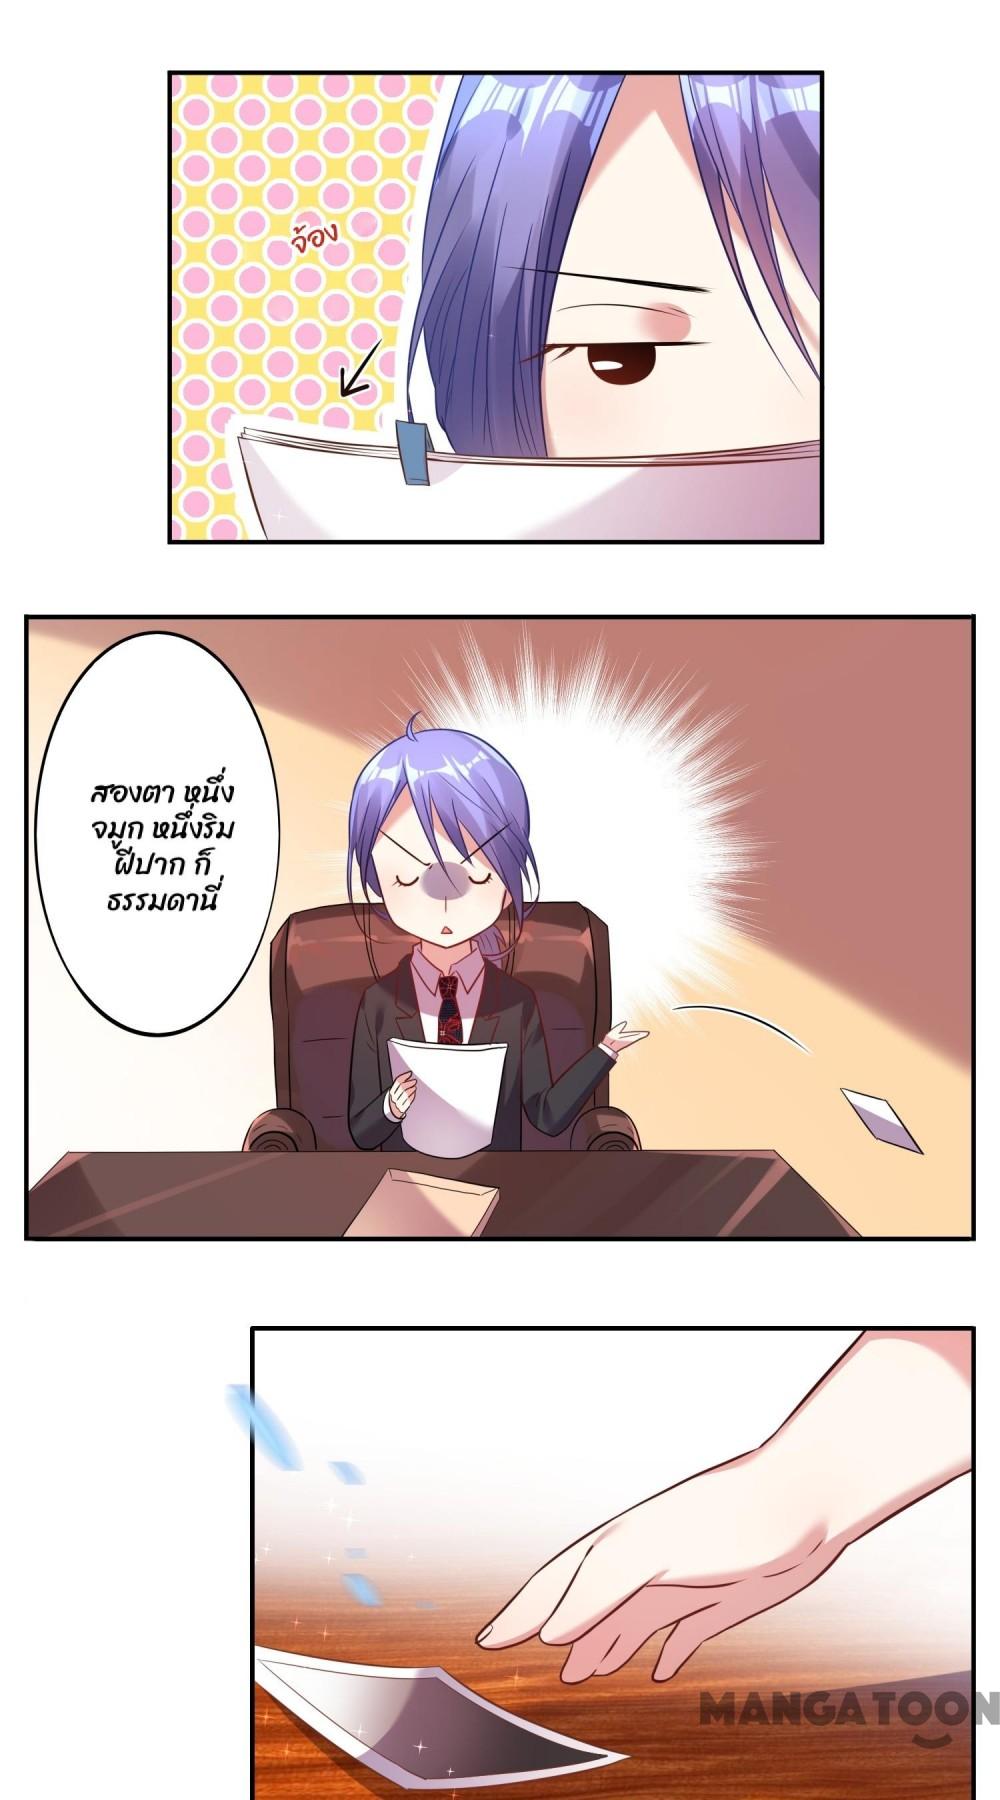 จ้อง
สองตา หนึ่ง
จมูก หนึ่งริม
ฝีปาก ก็
ธรรมดานี่
MANGATOON